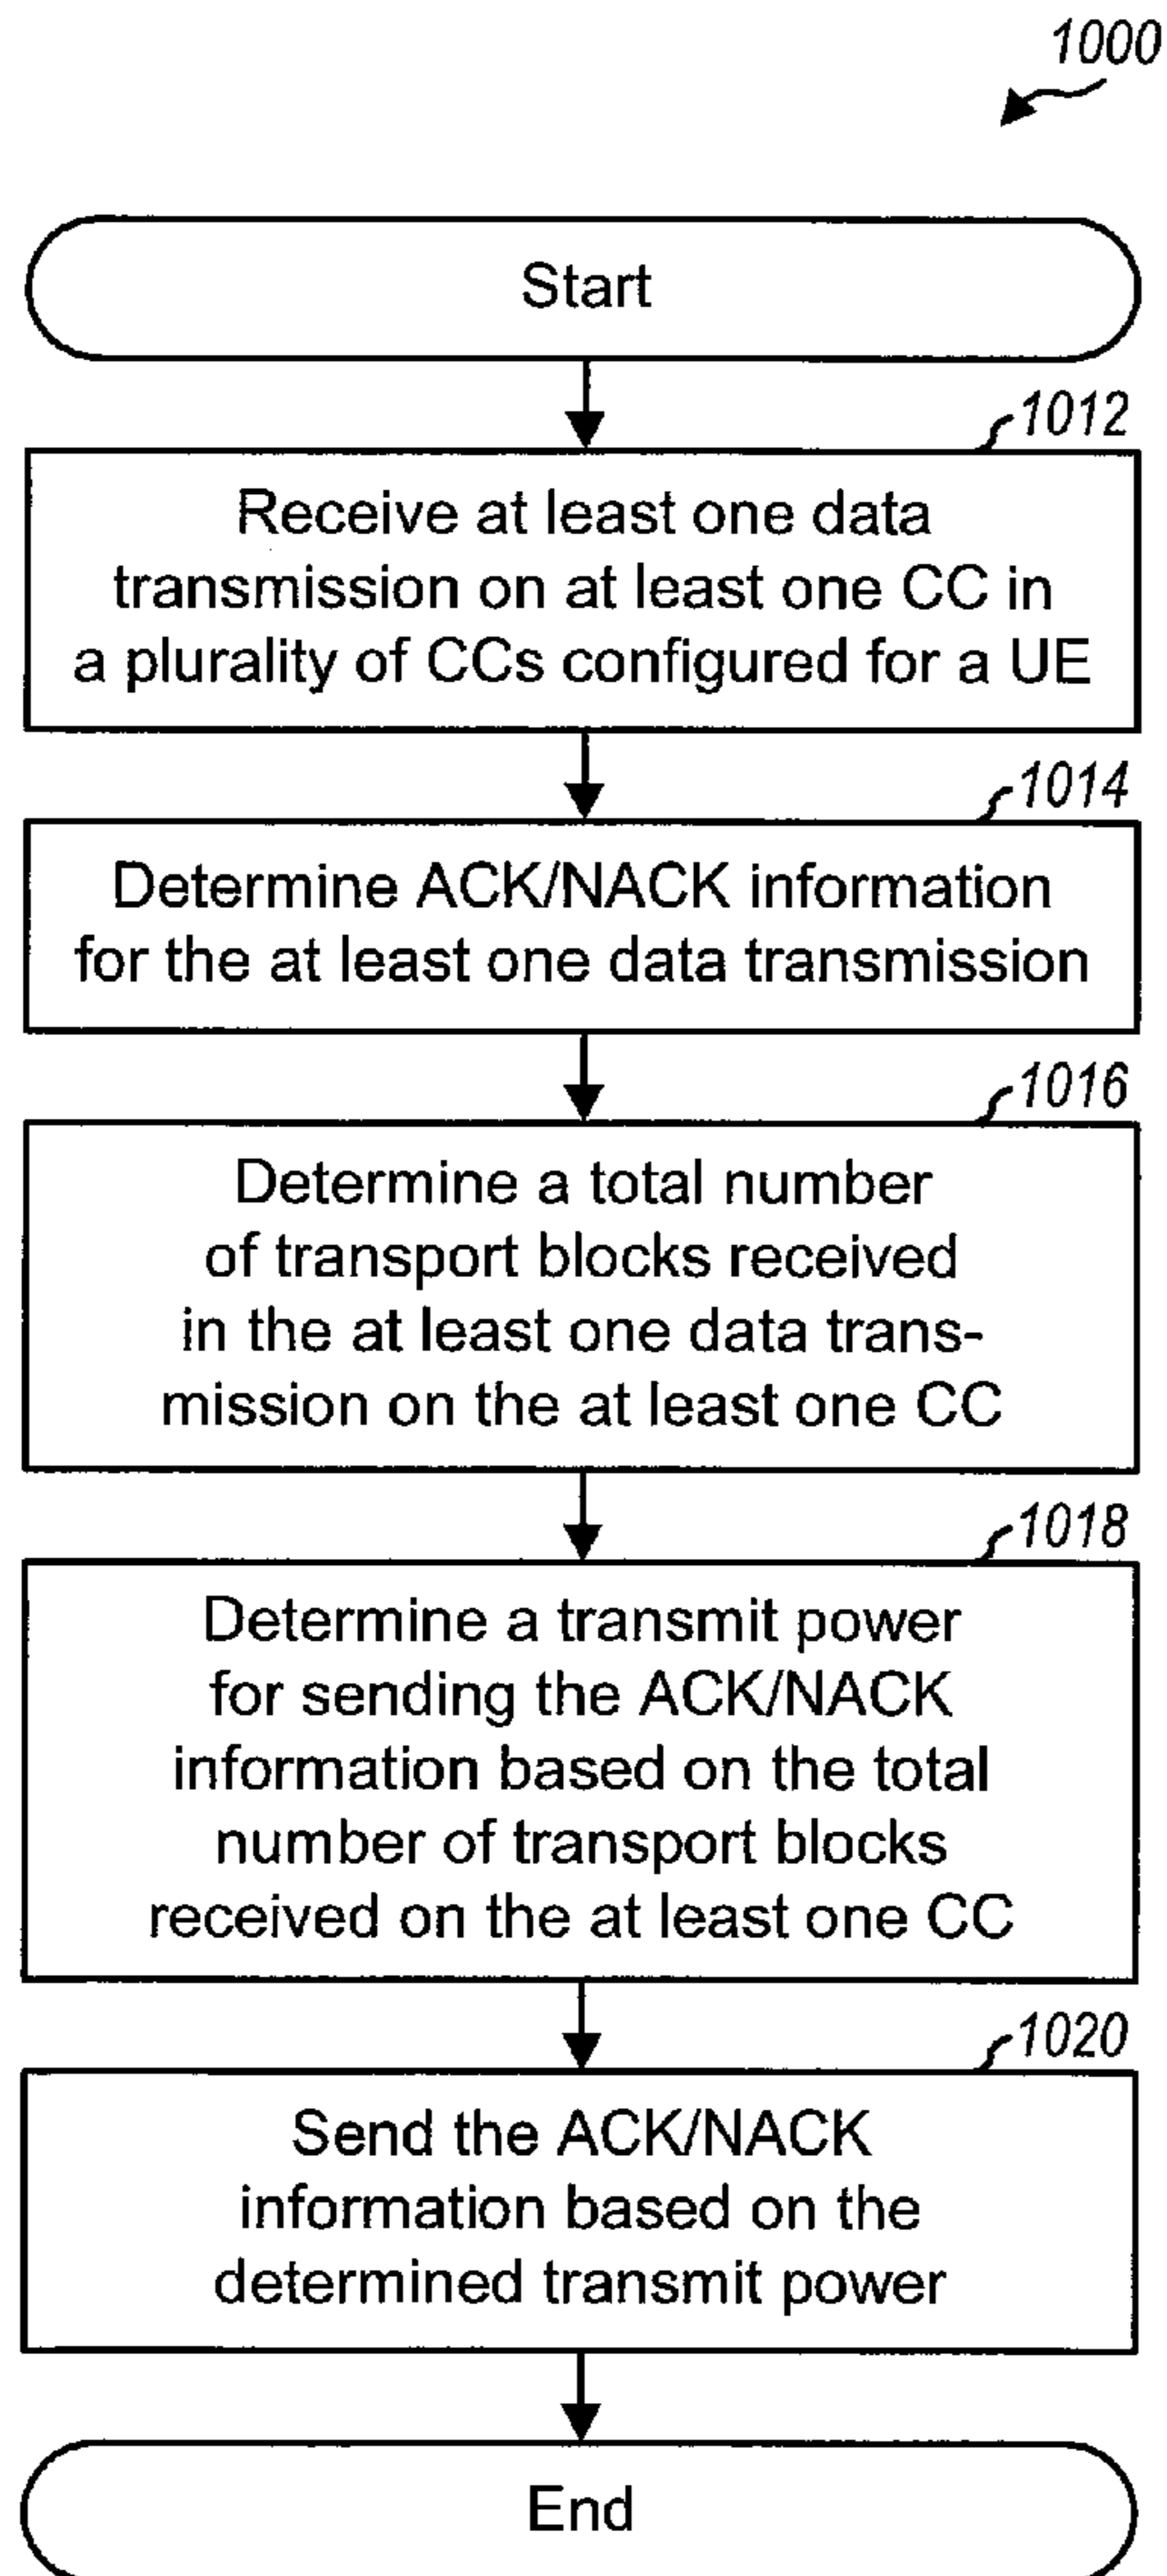 1000
Start
1012
Receive at least one data
transmission on at least one CC in
a plurality of CCs configured for a UE
1014
Determine ACK/NACK information
for the at least one data transmission
1016
Determine a total number
of transport blocks received
in the at least one data trans-
mission on the at least one CC
1018
Determine a transmit power
for sending the ACK/NACK
information based on the total
number of transport blocks
received on the at least one CC
1020
Send the ACK/NACK
information based on the
determined transmit power
End